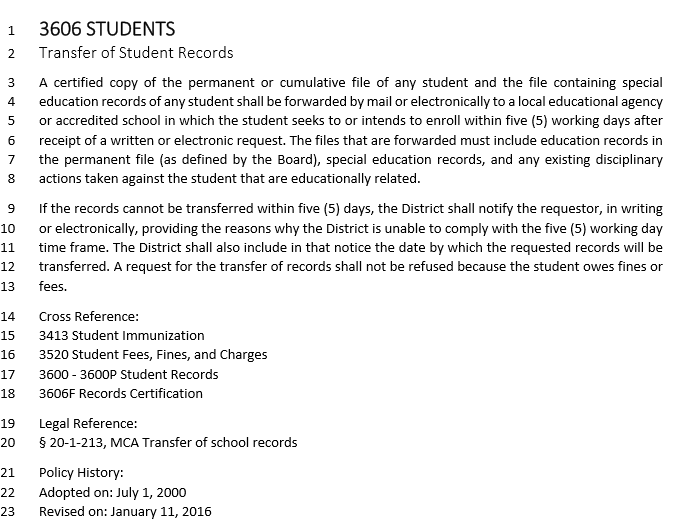 1 3606 STUDENTS
2 Transfer of Student Records
3 A certified copy of the permanent or cumulative file of any student and the file containing special
4 education records of any student shall be forwarded by mail or electronically to a local educational agency
5 or accredited school in which the student seeks to or intends to enroll within five (5) working days after
6 receipt of a written or electronic request. The files that are forwarded must include education records in
7 the permanent file (as defined by the Board), special education records, and any existing disciplinary
8 actions taken against the student that are educationally related.
9 If the records cannot be transferred within five (5) days, the District shall notify the requestor, in writing
10 or electronically, providing the reasons why the District is unable to comply with the five (5) working day
11 time frame. The District shall also include in that notice the date by which the requested records will be
12 transferred. A request for the transfer of records shall not be refused because the student owes fines or
13 fees.
14 Cross Reference:
15 3413 Student Immunization
16 3520 Student Fees, Fines, and Charges
17 3600 - 3600P Student Records
18 3606F Records Certification
19 Legal Reference:
20 § 20-1-213, MCA Transfer of school records
21 Policy History:
22 Adopted on: July 1, 2000
23 Revised on: January 11, 2016